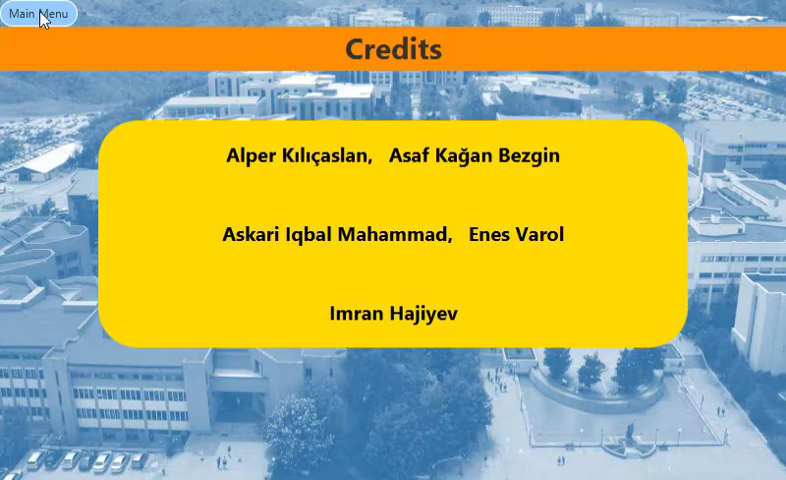 Main Menu
Credits
Alper Kılıçaslan, Asaf Kağan Bezgin
Askari Iqbal Mahammad, Enes Varol
Imran Hajiyev